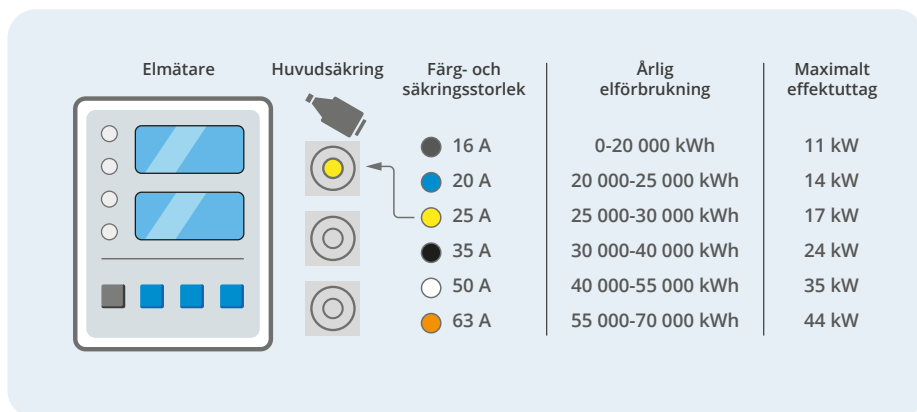 Elmätare
Huvudsäkring
Färg- och
säkringsstorlek
Årlig
elförbrukning
Maximalt
effektuttag
16 A 0-20 000 kWh 11 kW
20 A 20 000-25 000 kWh 14 kW
25 A 25 000-30 000 kWh 17 kW
35 A 30 000-40 000 kWh 24 kW
50 A 40 000-55 000 kWh 35 kW
63 A 55 000-70 000 kWh 44 kW